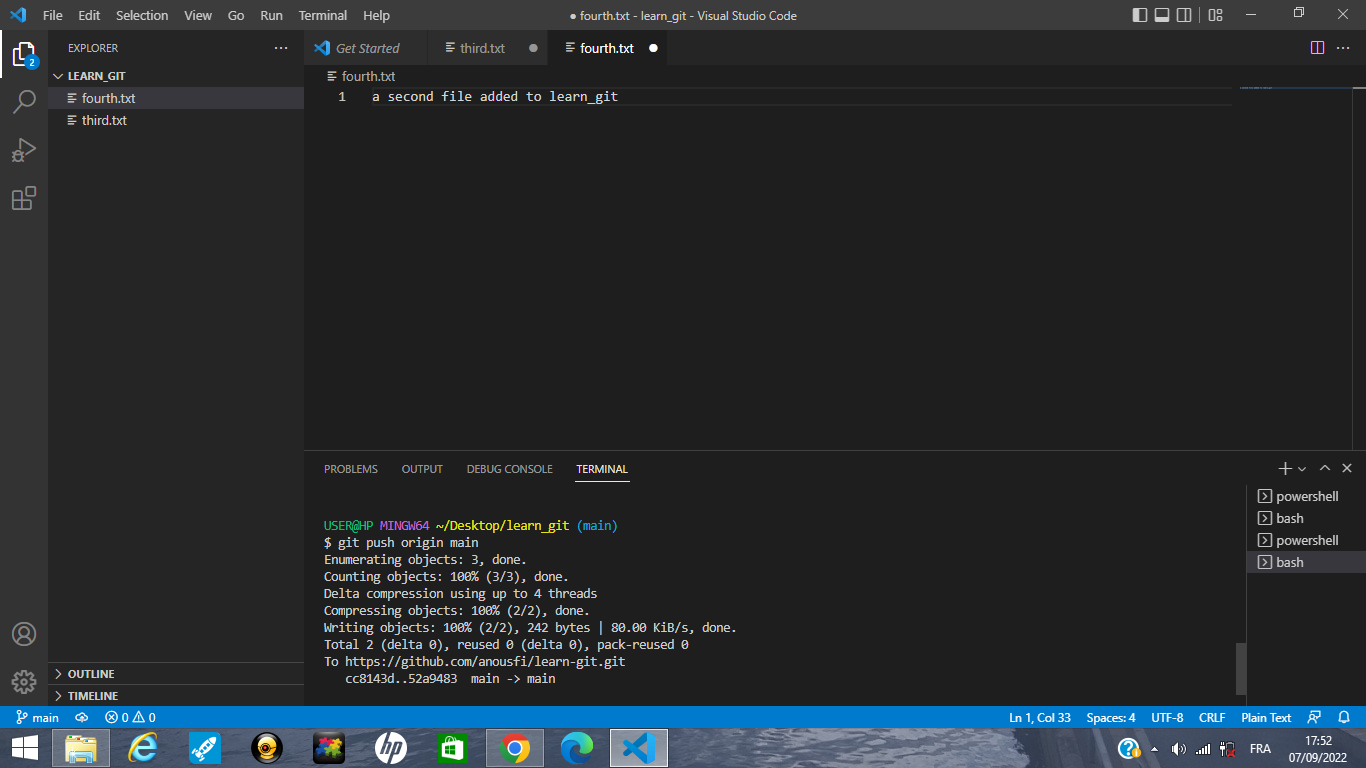 File Edit Selection View Go Run Terminal Help
● fourth.txt - learn_git - Visual Studio Code
EXPLORER
LEARN_GIT
fourth.txt
third.txt
OUTLINE
TIMELINE
Get Started third.txt fourth.txt
fourth.txt
1 a second file added to learn_git
PROBLEMS OUTPUT DEBUG CONSOLE TERMINAL
USER@HP MINGW64 ~/Desktop/learn_git (main)
$ git push origin main
Enumerating objects: 3, done.
Counting objects: 100% (3/3), done.
Delta compression using up to 4 threads
Compressing objects: 100% (2/2), done.
Writing objects: 100% (2/2), 242 bytes | 80.00 KiB/s, done.
Total 2 (delta 0), reused 0 (delta 0), pack-reused 0
To https://github.com/anousfi/learn-git.git
cc8143d..52a9483 main -> main
powershell
bash
powershell
bash
2
main 0 0 Ln 1, Col 33 Spaces: 4 UTF-8 CRLF Plain Text
hp
FRA
17:52
07/09/2022